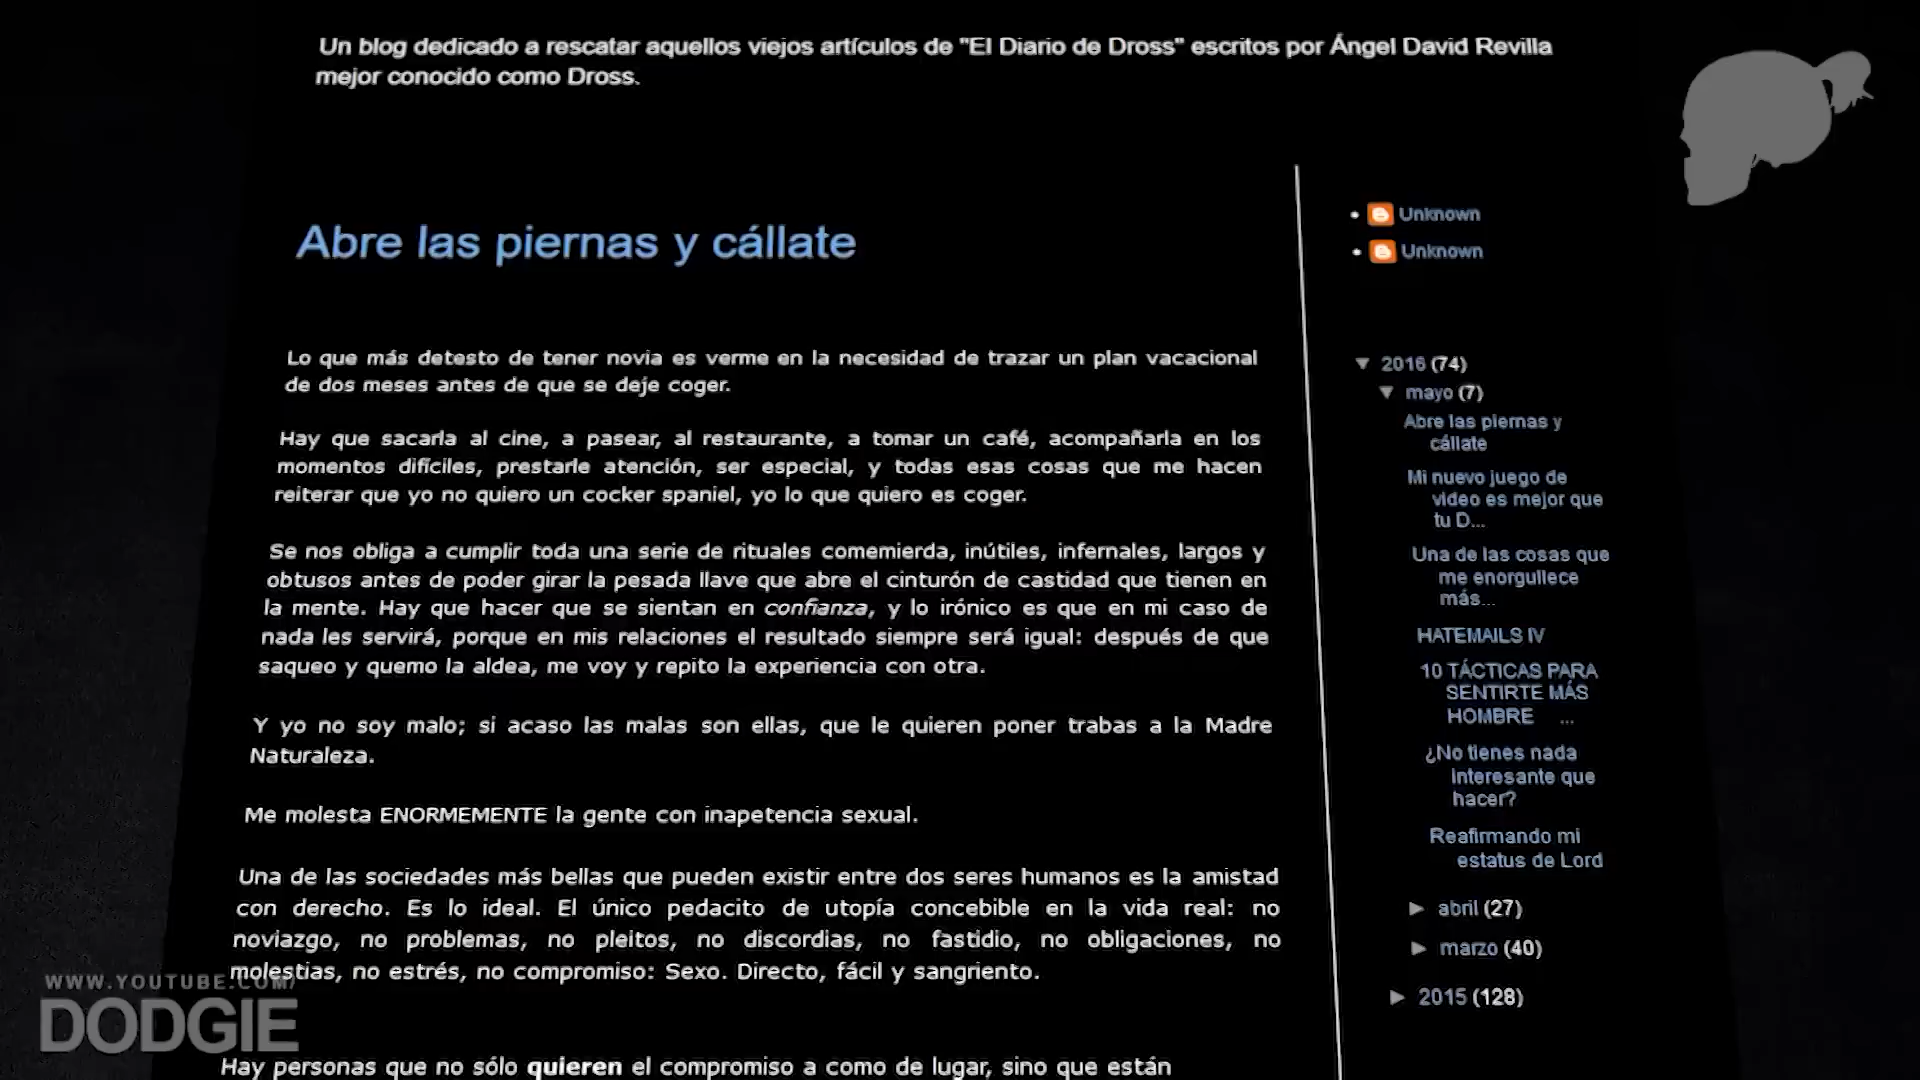 Un blog dedicado a rescatar aquellos viejos artículos de "El Diario de Dross" escritos por Ángel David Revilla
mejor conocido como Dross.
Abre las piernas y cállate
Lo que más detesto de tener novia es verme en la necesidad de trazar un plan vacacional
de dos meses antes de que se deje coger.
Hay que sacarla al cine, a pasear, al restaurante, a tomar un café, acompañarla en los
momentos difíciles, prestarle atención, ser especial, y todas esas cosas que me hacen
reiterar que yo no quiero un cocker spaniel, yo lo que quiero es coger.
Se nos obliga a cumplir toda una serie de rituales comemierda, inútiles, infernales, largos y
obtusos antes de poder girar la pesada llave que abre el cinturón de castidad que tienen en
la mente. Hay que hacer que se sientan en confianza, y lo irónico es que en mi caso de
nada les servirá, porque en mis relaciones el resultado siempre será igual: después de que
saqueo y quemo la aldea, me voy y repito la experiencia con otra.
Y yo no soy malo; si acaso las malas son ellas, que le quieren poner trabas a la Madre
Naturaleza.
Me molesta ENORMEMENTE la gente con inapetencia sexual.
Una de las sociedades más bellas que pueden existir entre dos seres humanos es la amistad
con derecho. Es lo ideal. El único pedacito de utopía concebible en la vida real: no
noviazgo, no problemas, no pleitos, no discordias, no fastidio, no obligaciones, no
molestias, no estrés, no compromiso: Sexo. Directo, fácil y sangriento.
Hay personas que no sólo quieren el compromiso a como de lugar, sino que están
Unknown
Unknown
2016 (74)
mayo (7)
Abre las piernas y
cállate
Mi nuevo juego de
video es mejor que
tu D...
Una de las cosas que
me enorgullece
más...
HATEMAILS IV
10 TÁCTICAS PARA
SENTIRTE MÁS
HOMBRE ...
¿No tienes nada
interesante que
hacer?
Reafirmando mi
estatus de Lord
abril (27)
marzo (40)
2015 (128)
WWW.YOUTUBE.COM/
DODGIE